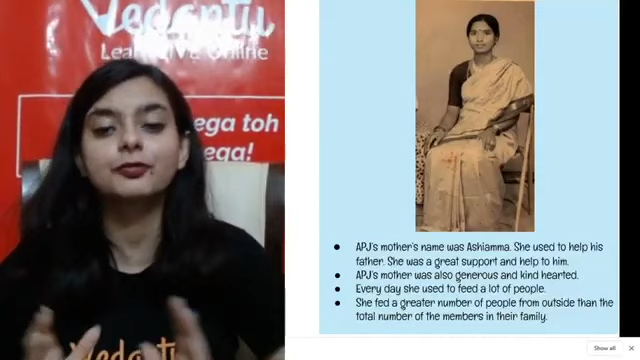 Vedantu
Learn LIVE Online
ega toh
ega!
Vedantu
APJ's mother's name was Ashiamma. She used to help his
father. She was a great support and help to him.
APJ's mother was also generous and kind hearted.
Every day she used to feed a lot of people.
She fed a greater number of people from outside than the
total number of the members in their family.
Show all